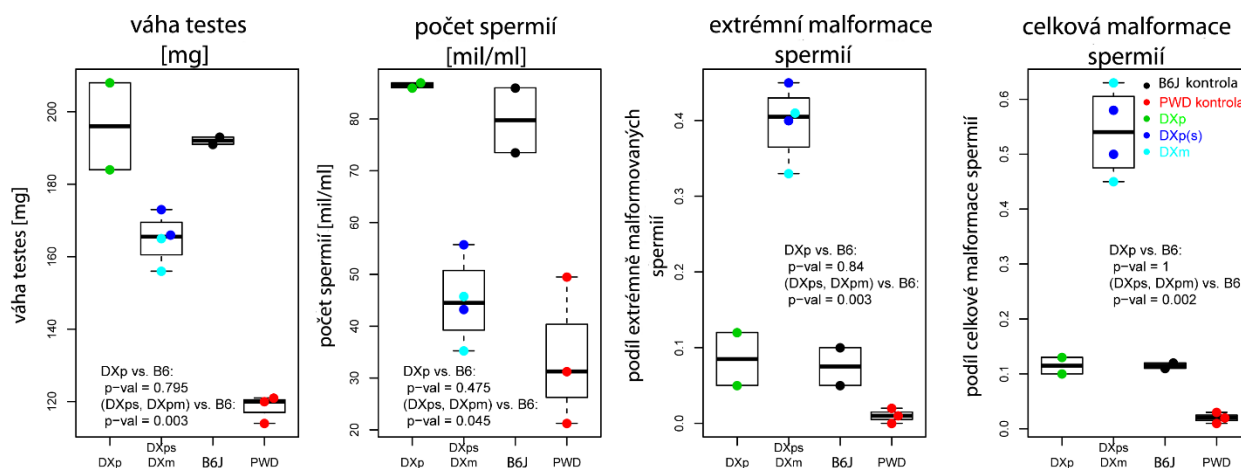 váha testes
[mg]
váha testes [mg]
200
180
160
140
120
DXp vs. B6:
p-val = 0.795
(DXps, DXpm) vs. B6:
p-val = 0.003
DXp
DXps
DXm
B6J
PWD
počet spermií
[mil/ml]
počet spermií [mil/ml]
80
70
60
50
40
30
20
DXp vs. B6:
p-val = 0.475
(DXps, DXpm) vs. B6:
p-val = 0.045
DXp
DXps
DXm
B6J
PWD
extrémní malformace
spermií
podíl extrémně malformovaných
spermií
0.4
0.3
0.2
0.1
0.0
DXp vs. B6:
p-val = 0.84
(DXps, DXpm) vs. B6:
p-val = 0.003
DXp
DXps
DXm
B6J
PWD
celková malformace
spermií
podíl celkové malformace spermií
0.6
0.5
0.4
0.3
0.2
0.1
0.0
B6J kontrola
PWD kontrola
DXp
DXp(s)
DXm
DXp vs. B6:
p-val = 1
(DXps, DXpm) vs. B6
p-val = 0.002
DXp
DXps
DXm
B6J
PWD